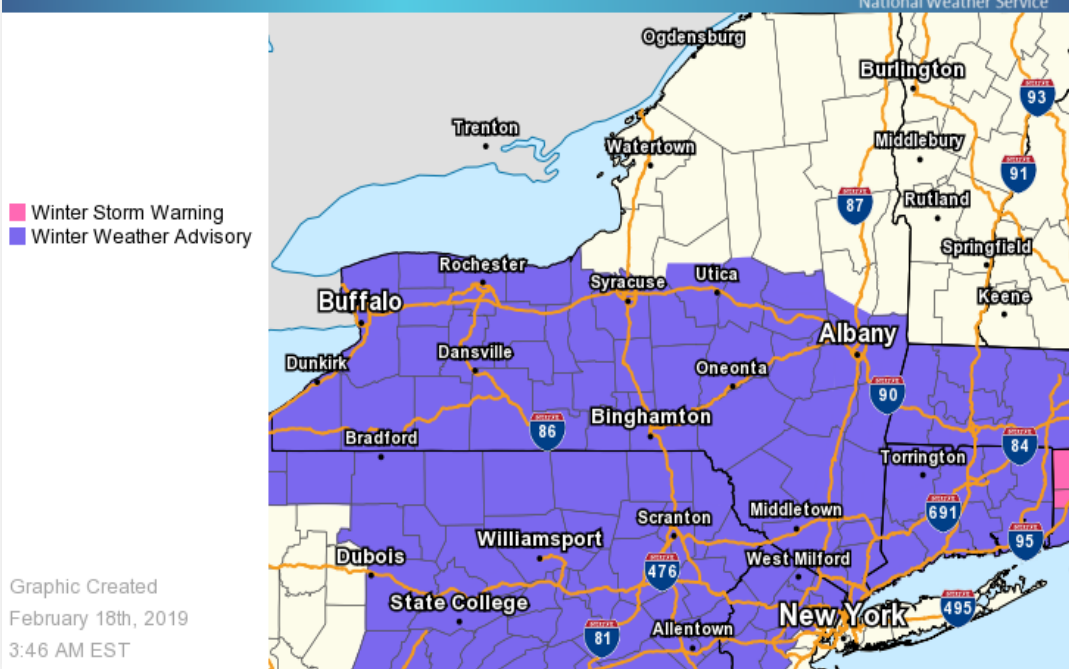 National Weather Service
Ogdensburg
Burlington
93
Trenton
Watertown
Middlebury
91
87
Rutland
Winter Storm Warning
Winter Weather Advisory
Springfield
Rochester
Syracuse
Utica
Keene
Buffalo
Albany
Dunkirk
Dansville
Oneonta
90
Binghamton
86
Bradford
84
Torrington
691
Scranton
Middletown
Williamsport
95
Dubois
West Milford
476
Graphic Created
February 18th, 2019
3:46 AM EST
State College
New York
495
81
Allentown